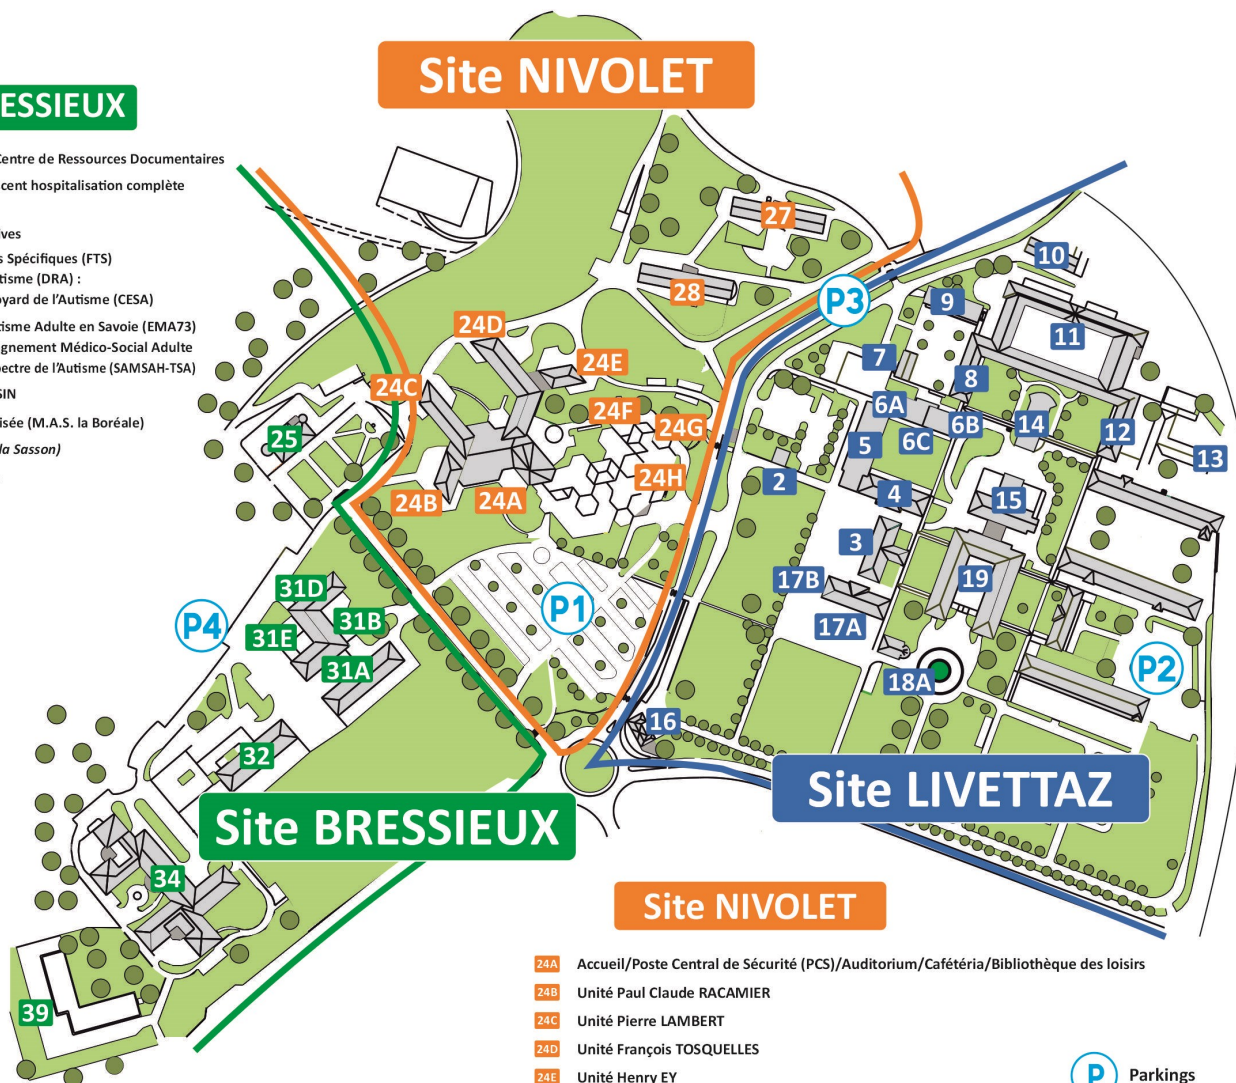 Site NIVOLET
ESSIEUX
Centre de Ressources Documentaires
cent hospitalisation complète
ives
s Spécifiques (FTS)
tisme (DRA) :
oyard de l'Autisme (CESA)
tisme Adulte en Savoie (EMA73)
gnement Médico-Social Adulte
pectre de l'Autisme (SAMSAH-TSA)
SIN
isée (M.A.S. la Boréale)
la Sasson)
27
28
P3
10
9
11
7
8
6A
6B
6C
5
14
12
13
24D
24E
24C
24F
24G
24H
24B
24A
25
2
4
15
3
19
17B
17A
18A
P2
P1
P4
31D
31B
31E
31A
16
32
34
39
Site LIVETTAZ
Site BRESSIEUX
Site NIVOLET
24A Accueil/Poste Central de Sécurité (PCS)/Auditorium/Cafétéria/Bibliothèque des loisirs
24B Unité Paul Claude RACAMIER
24C Unité Pierre LAMBERT
24D Unité François TOSQUELLES
24E Unité Henry EY
P Parkings